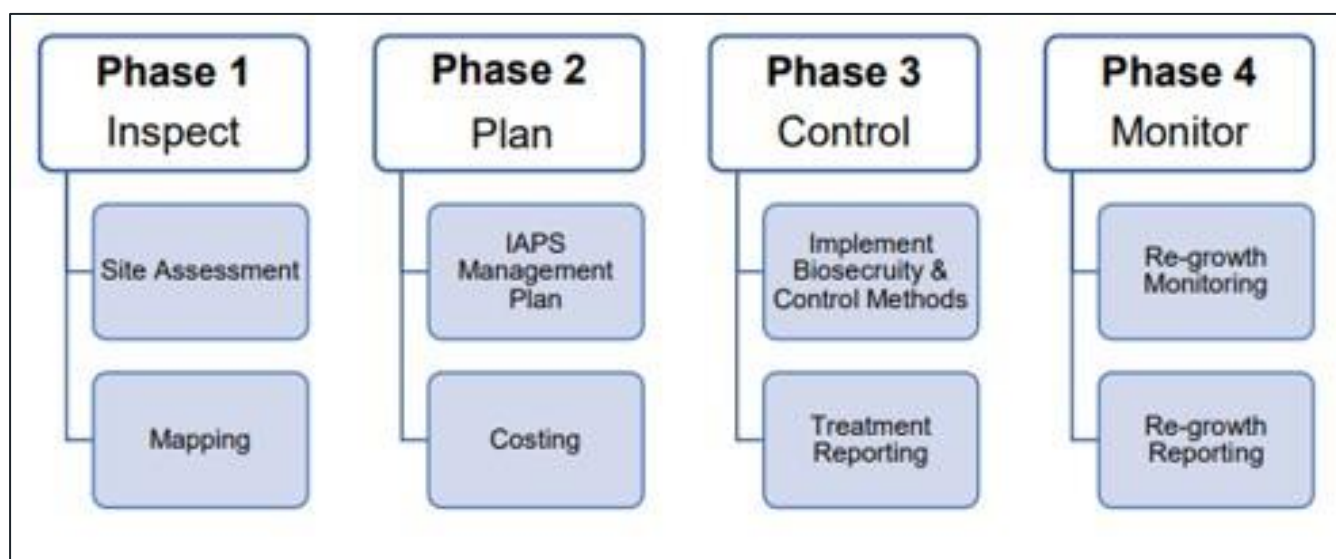 Phase 1
Inspect
Site Assessment
Mapping
Phase 2
Plan
IAPS
Management
Plan
Costing
Phase 3
Control
Implement
Biosecruity &
Control Methods
Treatment
Reporting
Phase 4
Monitor
Re-growth
Monitoring
Re-growth
Reporting